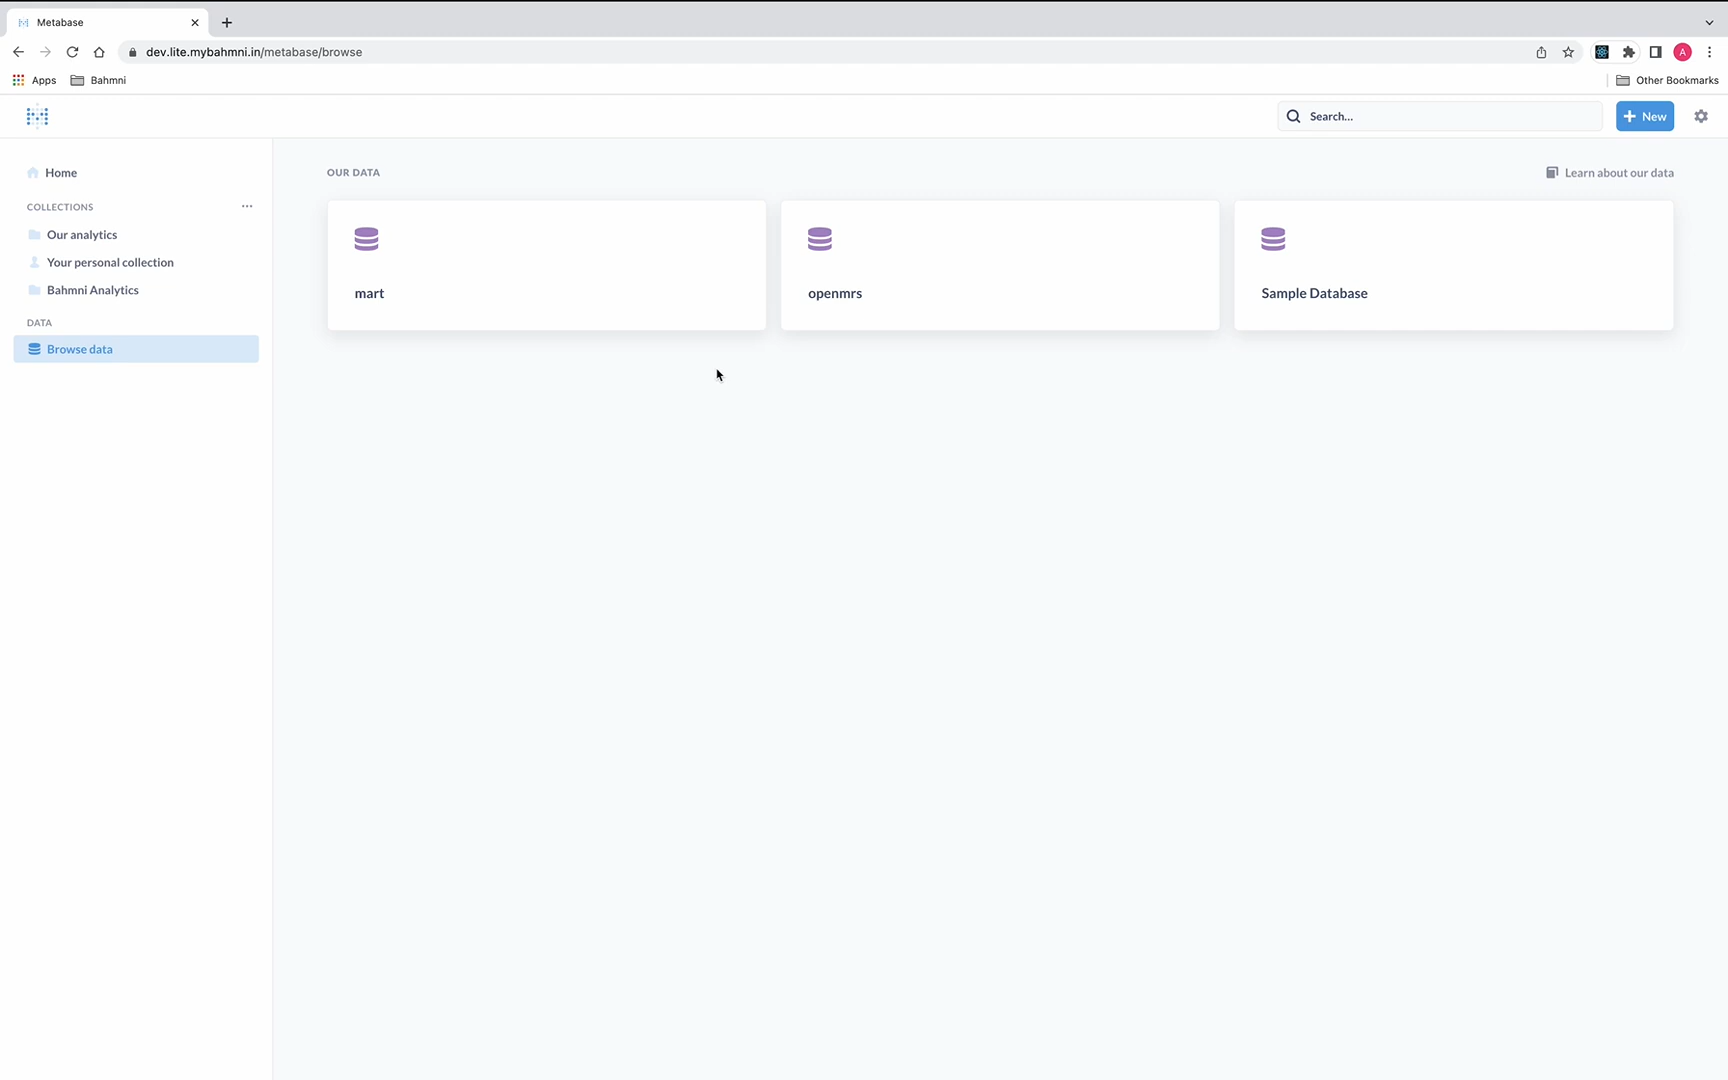 Metabase
dev.lite.mybahmni.in/metabase/browse
A
Apps
Bahmni
Other Bookmarks
Search...
New
Home
COLLECTIONS
Our analytics
Your personal collection
Bahmni Analytics
DATA
Browse data
OUR DATA
Learn about our data
mart
openmrs
Sample Database